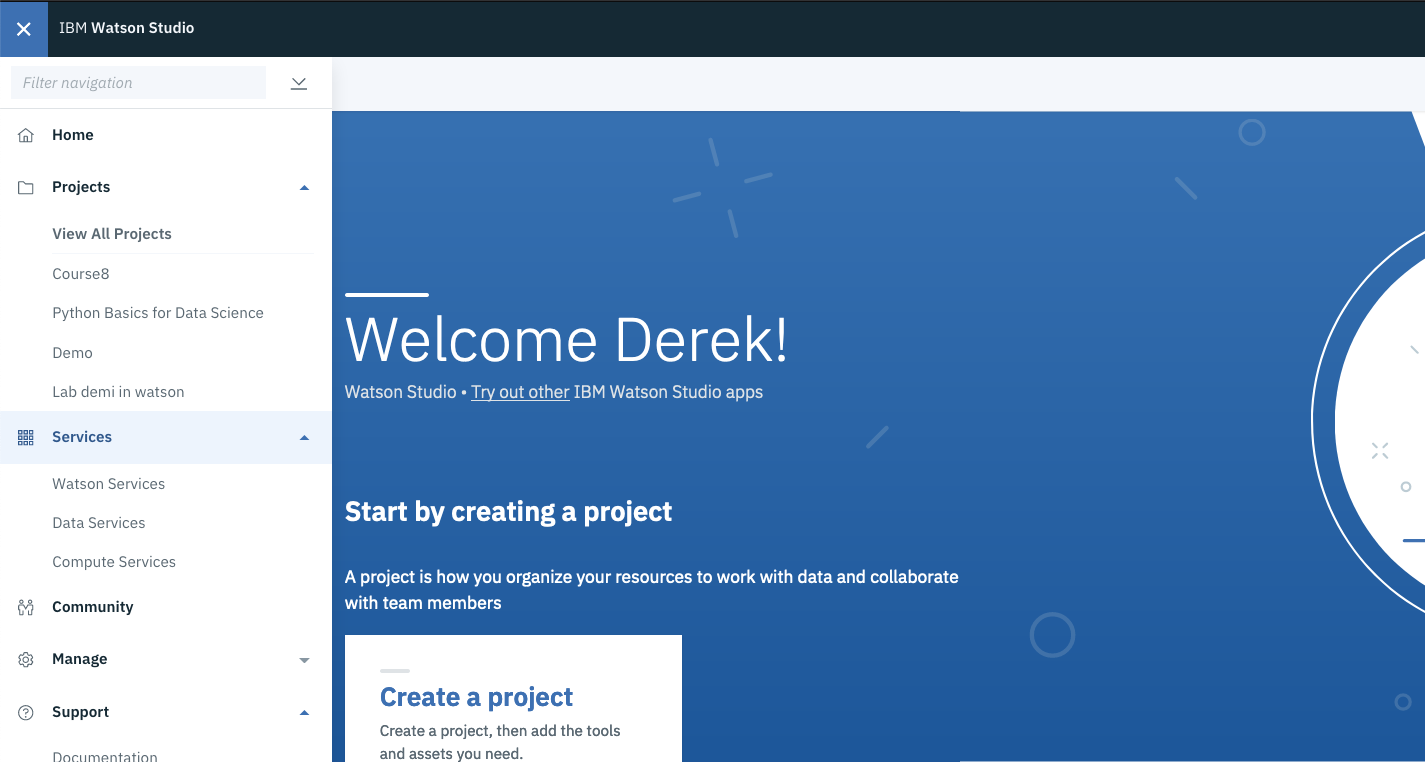 IBM Watson Studio
Filter navigation
Home
Projects
View All Projects
Course8
Python Basics for Data Science
Demo
Lab demi in watson
Services
Watson Services
Data Services
Compute Services
Community
Manage
Support
Documentation
Welcome Derek!
Watson Studio • Try out other IBM Watson Studio apps
Start by creating a project
A project is how you organize your resources to work with data and collaborate
with team members
Create a project
Create a project, then add the tools
and assets you need.